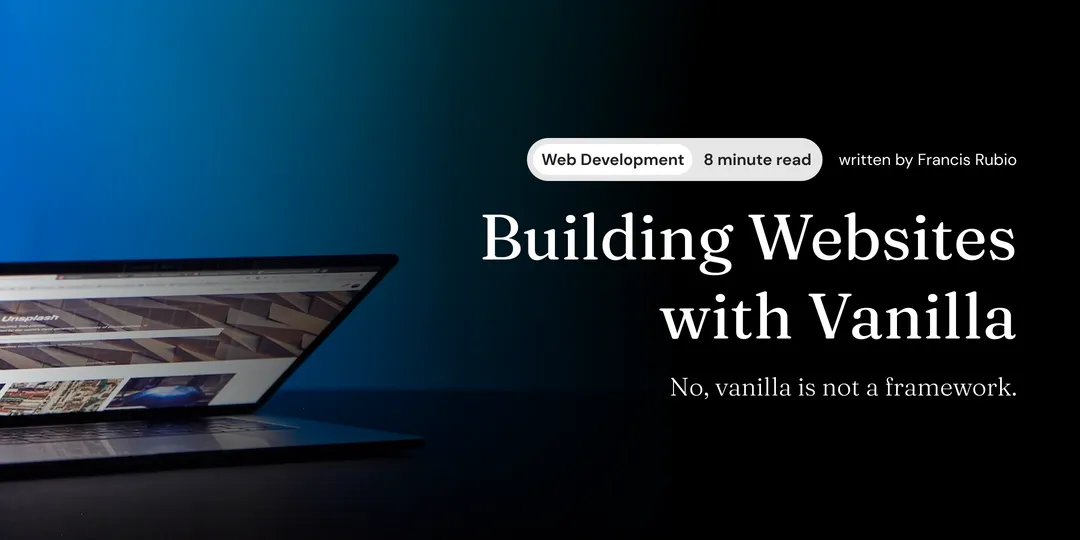 Web Development 8 minute read written by Francis Rubio
Building Websites
with Vanilla
No, vanilla is not a framework.
Unsplash